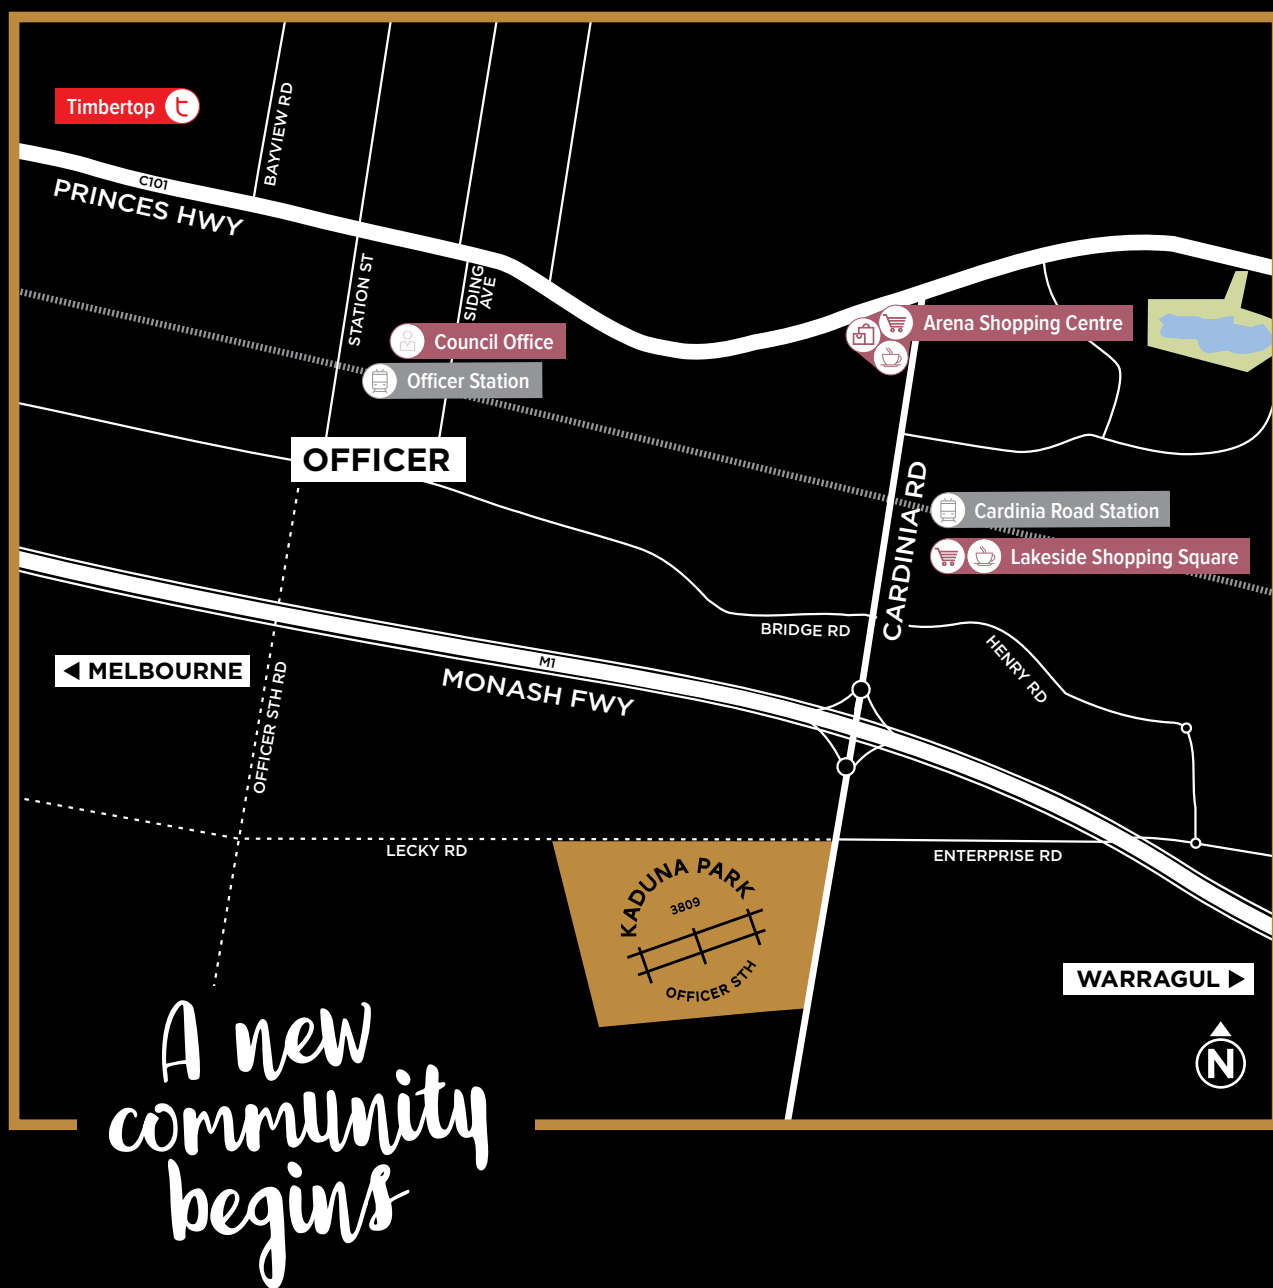 Timbertop
t
BAYVIEW RD
C101
PRINCES HWY
STATION ST
SIDING
AVE
Council Office
Officer Station
Arena Shopping Centre
OFFICER
CARDINIA RD
Cardinia Road Station
Lakeside Shopping Square
BRIDGE RD
HENRY RD
MELBOURNE
M1
MONASH FWY
OFFICER STH RD
LECKY RD
ENTERPRISE RD
KADUNA PARK
3809
OFFICER STH
WARRAGUL
N
A new
community
begins